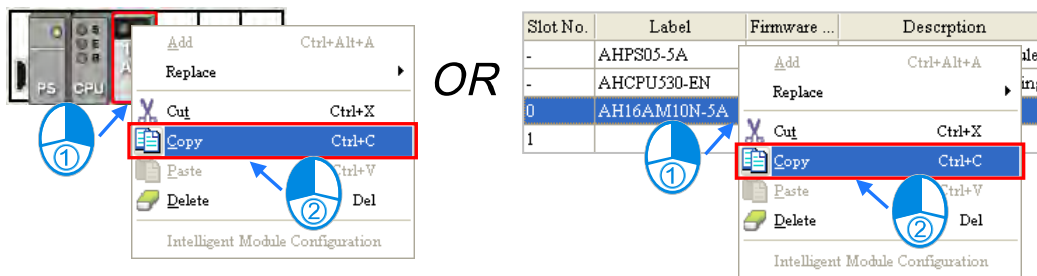 PS CPU
Add Ctrl+Alt+A
Replace
Cut Ctrl+X
Copy Ctrl+C
Paste Ctrl+V
Delete Del
Intelligent Module Configuration
1
2
OR
Slot No. Label Firmware ... Descrption
- AHPS05-5A
- AHCPU530-EN
0 AH16AM10N-5A
1
Add Ctrl+Alt+A
Replace
Cut Ctrl+X
Copy Ctrl+C
Paste Ctrl+V
Delete Del
Intelligent Module Configuration
1
2